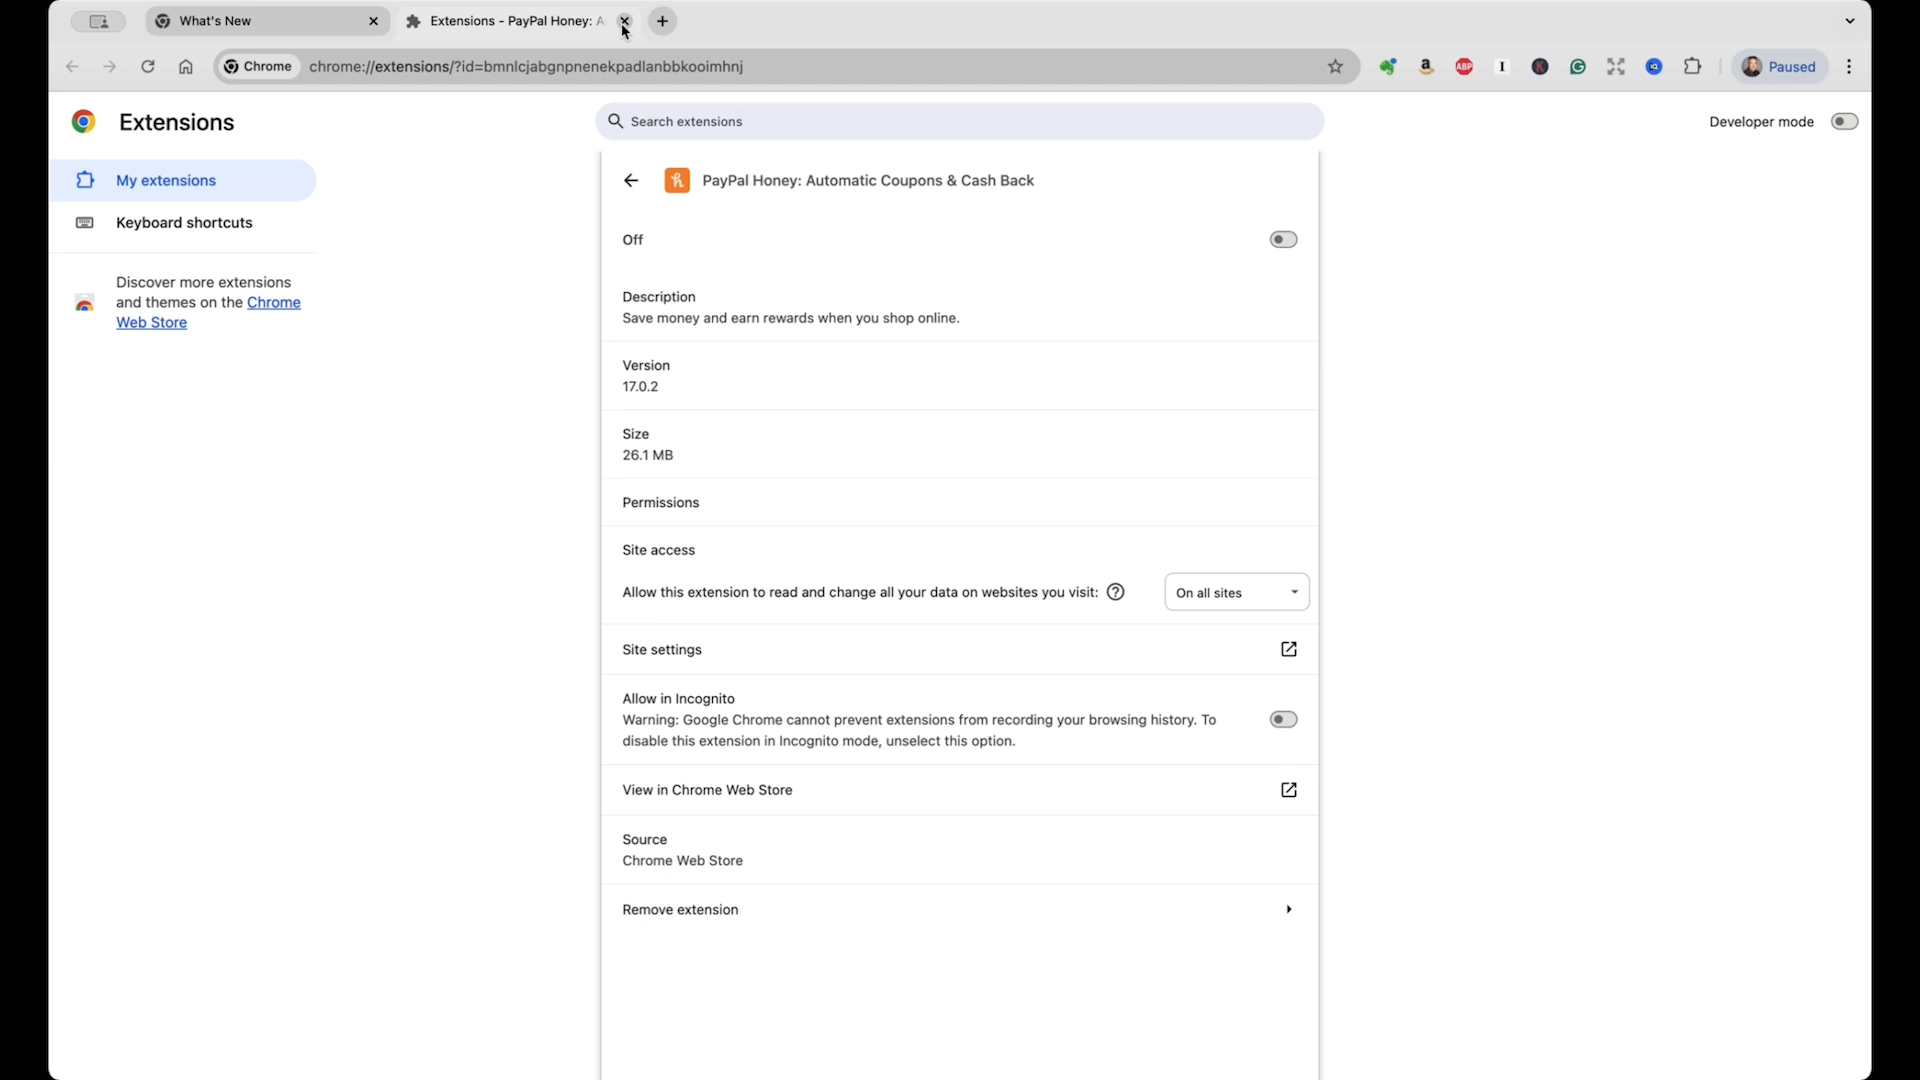 What's New
Extensions - PayPal Honey: A
Chrome
chrome://extensions/?id=bmnlcjabgnpnenekpadlanbbkooimhnj
a
ABP
I
Paused
Extensions
Search extensions
Developer mode
My extensions
Keyboard shortcuts
Discover more extensions
and themes on the Chrome
Web Store
PayPal Honey: Automatic Coupons & Cash Back
Off
Description
Save money and earn rewards when you shop online.
Version
17.0.2
Size
26.1 MB
Permissions
Site access
Allow this extension to read and change all your data on websites you visit:
On all sites
Site settings
Allow in Incognito
Warning: Google Chrome cannot prevent extensions from recording your browsing history. To
disable this extension in Incognito mode, unselect this option.
View in Chrome Web Store
Source
Chrome Web Store
Remove extension